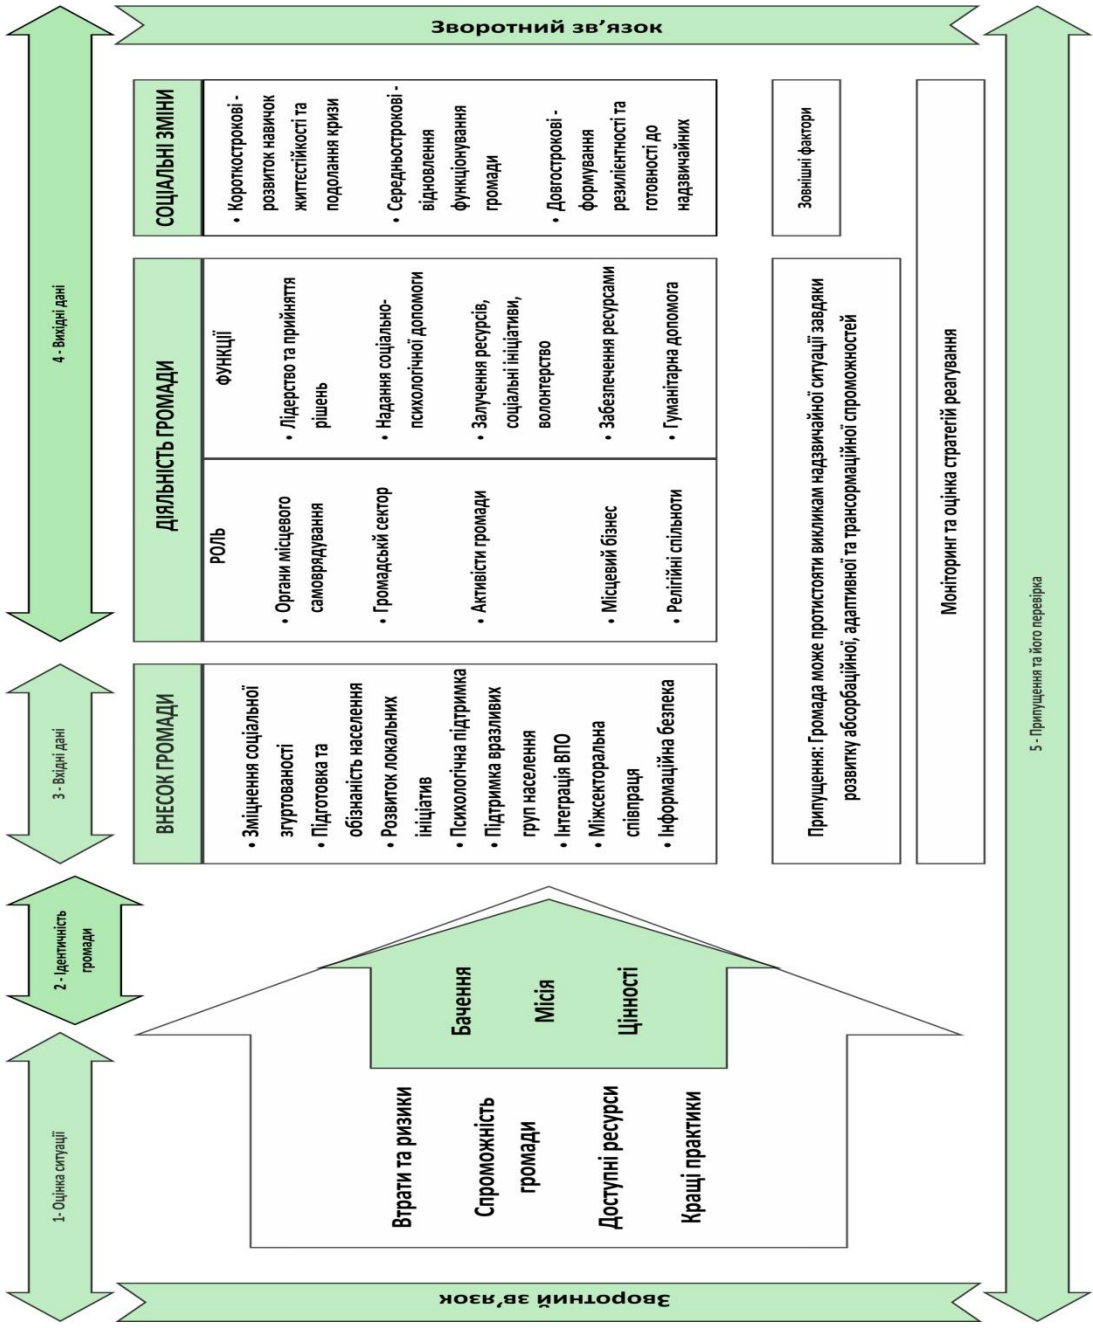 1- Оцінка ситуації
2 - Ідентичність
громади
3 - Вхідні дані
4 - Вихідні дані
Зворотний зв’язок
Втрати та ризики
Спроможність
громади
Доступні ресурси
Кращі практики
Бачення
Місія
Цінності
ВНЕСОК ГРОМАДИ
• Зміцнення соціальної
згуртованості
• Підготовка та
обізнаність населення
• Розвиток локальних
ініціатив
• Психологічна підтримка
• Підтримка вразливих
груп населення
• Інтеграція ВПО
• Міжсекторальна
співпраця
• Інформаційна безпека
ДІЯЛЬНІСТЬ ГРОМАДИ
РОЛЬ
• Органи місцевого
самоврядування
• Громадськй сектор
• Активісти громади
• Місцевий бізнес
• Релігійні спільноти
ФУНКЦІЇ
• Лідерство та прийняття
рішень
• Надання соціально-
психологічної допомоги
• Залучення ресурсів,
соціальні ініціативи,
волонтерство
• Забезпечення ресурсами
• Гуманітарна допомога
СОЦІАЛЬНІ ЗМІНИ
• Короткострокові -
розвиток навичок
життєстійкості та
подолання кризи
• Середньострокові -
відновлення
функціонування
громади
• Довгострокові -
формування
резилієнтності та
готовності до
надзвичайних
Зворотний зв’язок
Припущення: Громада може протистояти викликам надзвичайної ситуації завдяки
розвитку абсорбаційної, адаптивної та трансормаційної спроможностей
Зовнішні фактори
Моніторинг та оцінка стратегій реагування
5 - Припущення та його перевірка